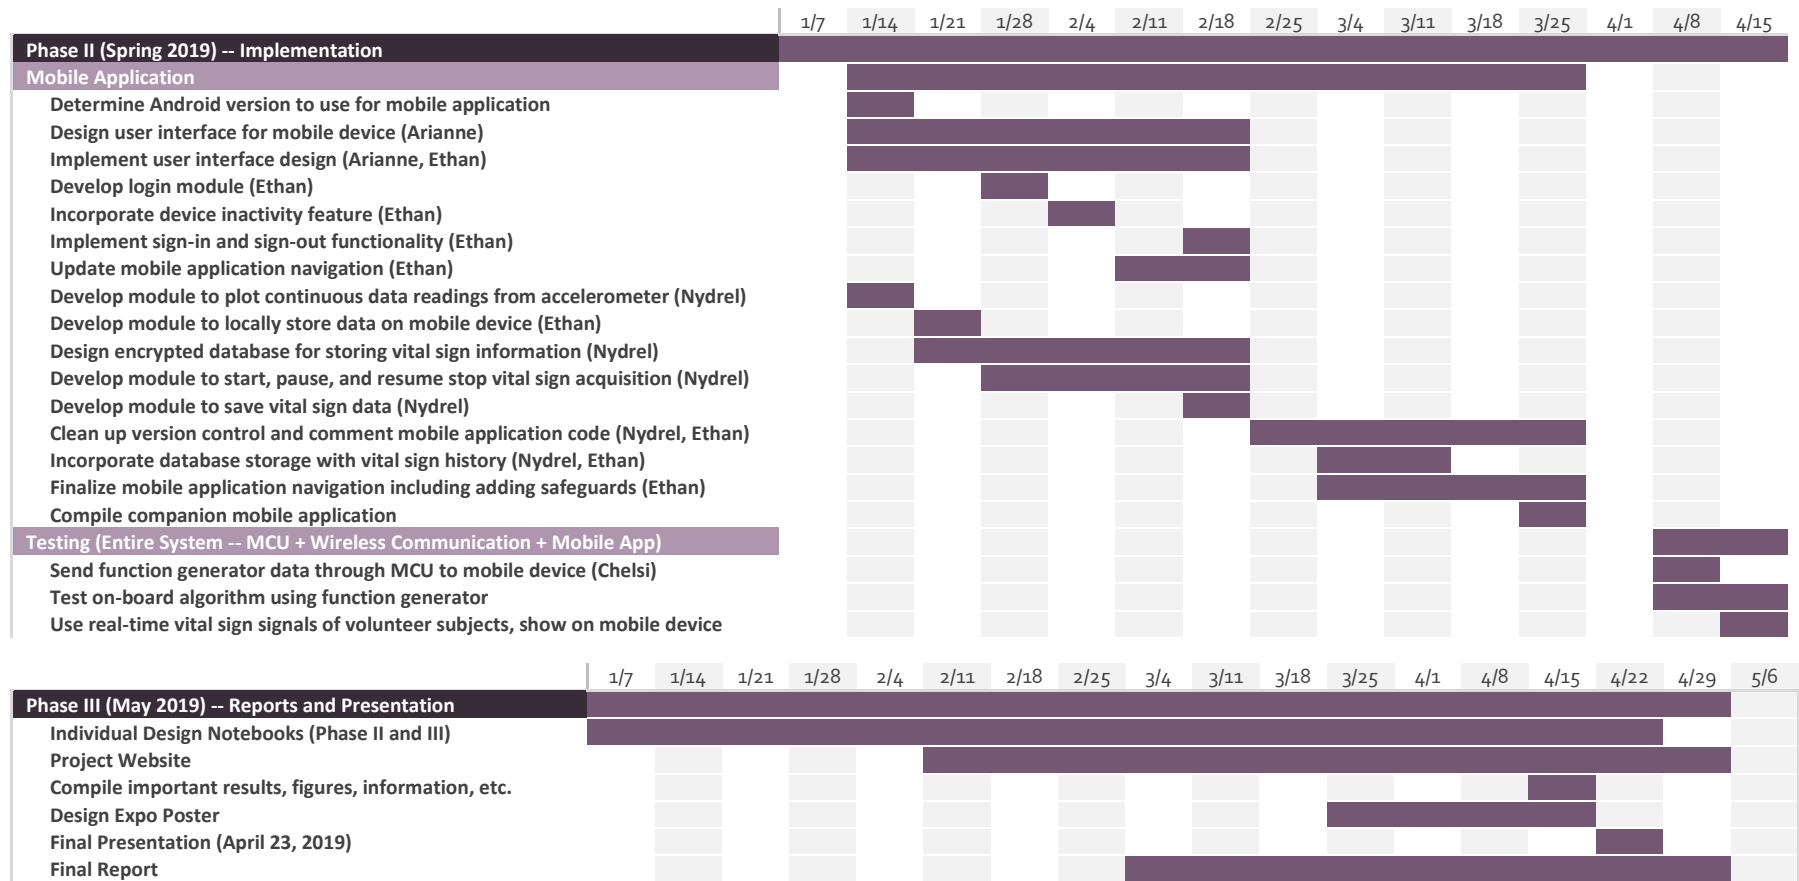 1/7 1/14 1/21 1/28 2/4 2/11 2/18 2/25 3/4 3/11 3/18 3/25 4/1 4/8 4/15
Phase II (Spring 2019) -- Implementation
Mobile Application
Determine Android version to use for mobile application
Design user interface for mobile device (Arianne)
Implement user interface design (Arianne, Ethan)
Develop login module (Ethan)
Incorporate device inactivity feature (Ethan)
Implement sign-in and sign-out functionality (Ethan)
Update mobile application navigation (Ethan)
Develop module to plot continuous data readings from accelerometer (Nydrel)
Develop module to locally store data on mobile device (Ethan)
Design encrypted database for storing vital sign information (Nydrel)
Develop module to start, pause, and resume stop vital sign acquisition (Nydrel)
Develop module to save vital sign data (Nydrel)
Clean up version control and comment mobile application code (Nydrel, Ethan)
Incorporate database storage with vital sign history (Nydrel, Ethan)
Finalize mobile application navigation including adding safeguards (Ethan)
Compile companion mobile application
Testing (Entire System -- MCU + Wireless Communication + Mobile App)
Send function generator data through MCU to mobile device (Chelsi)
Test on-board algorithm using function generator
Use real-time vital sign signals of volunteer subjects, show on mobile device
1/7 1/14 1/21 1/28 2/4 2/11 2/18 2/25 3/4 3/11 3/18 3/25 4/1 4/8 4/15 4/22 4/29 5/6
Phase III (May 2019) -- Reports and Presentation
Individual Design Notebooks (Phase II and III)
Project Website
Compile important results, figures, information, etc.
Design Expo Poster
Final Presentation (April 23, 2019)
Final Report